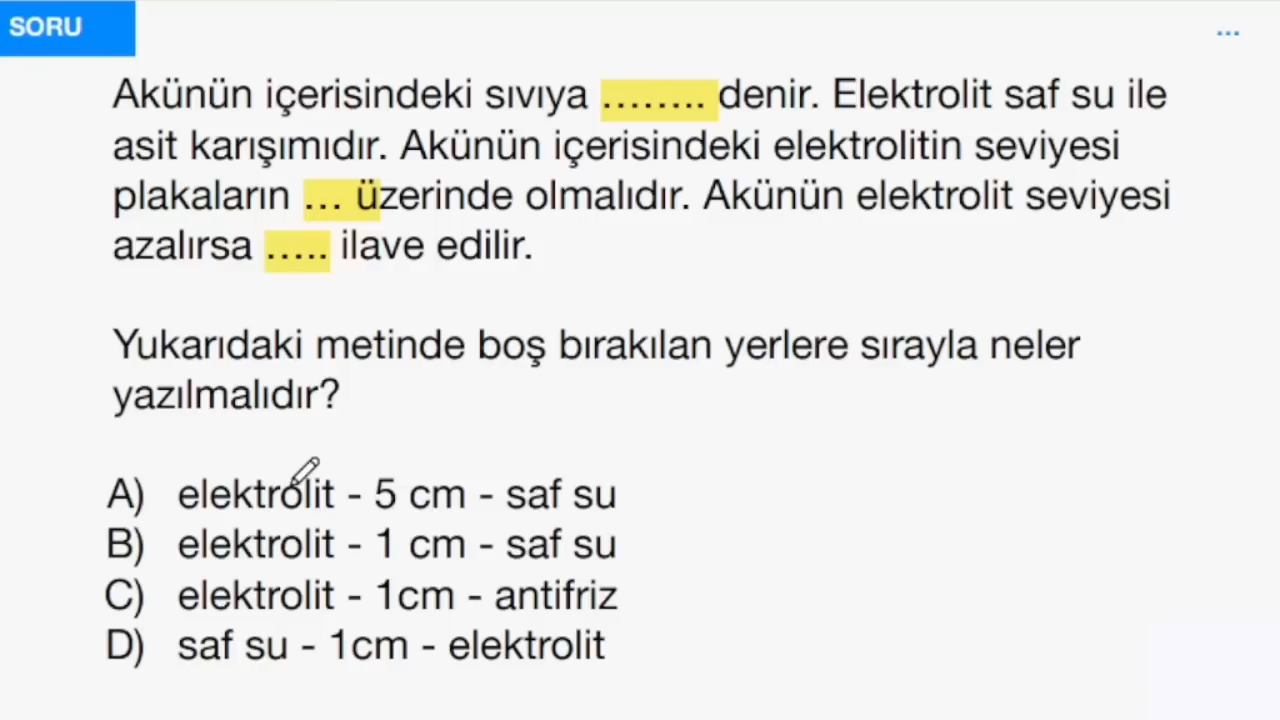 SORU
...
Akünün içerisindeki sıvıya ........ denir. Elektrolit saf su ile
asit karışımıdır. Akünün içerisindeki elektrolitin seviyesi
plakaların ... üzerinde olmalıdır. Akünün elektrolit seviyesi
azalırsa ..... ilave edilir.
Yukarıdaki metinde boş bırakılan yerlere sırayla neler
yazılmalıdır?
A) elektrolit - 5 cm - saf su
B) elektrolit - 1 cm - saf su
C) elektrolit - 1cm - antifriz
D) saf su - 1cm - elektrolit